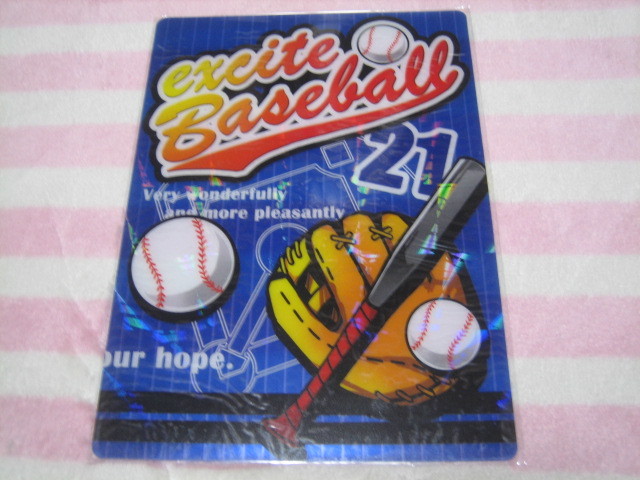 excite
Baseball
21
Very wonderfully
and more pleasantly
our hope.